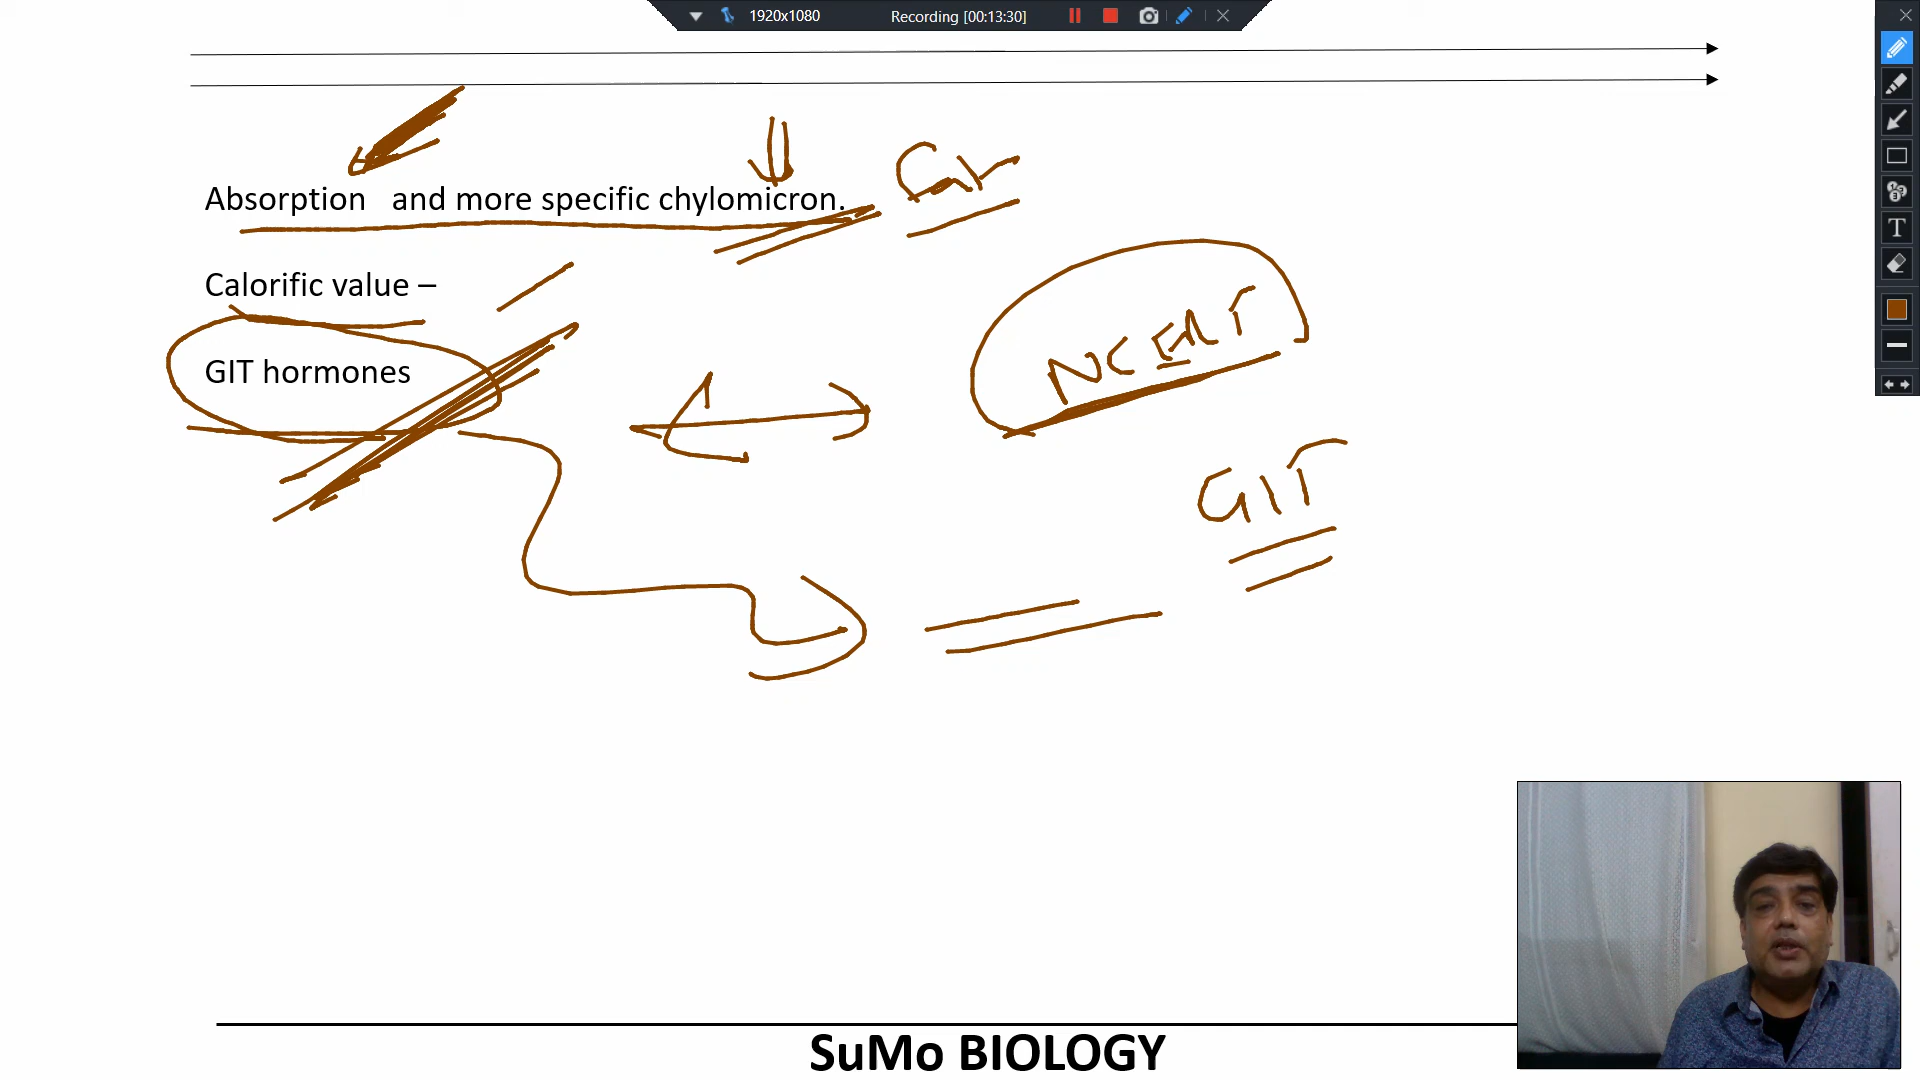 1920x1080 Recording [00:13:30]
Absorption and more specific chylomicron.
Calorific value –
NCERT
GIT hormones
GIT
SuMo BIOLOGY